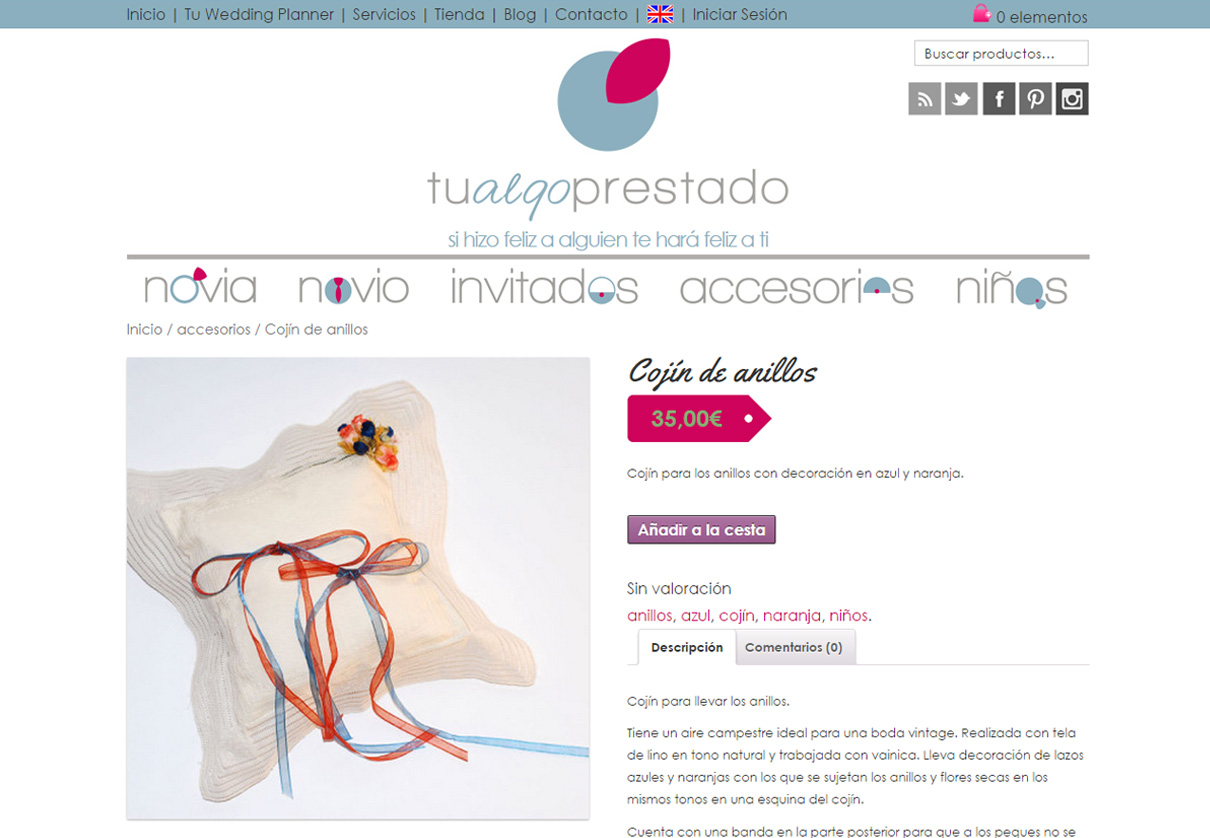 Inicio | Tu Wedding Planner | Servicios | Tienda | Blog | Contacto | | Iniciar Sesión
0 elementos
Buscar productos...
tualgoprestado
si hizo feliz a alguien te hará feliz a ti
novia novio invitados accesorios niños
Inicio / accesorios / Cojín de anillos
Cojín de anillos
35,00€
Cojín para los anillos con decoración en azul y naranja.
Añadir a la cesta
Sin valoración
anillos, azul, cojín, naranja, niños.
Descripción Comentarios (0)
Cojín para llevar los anillos.
Tiene un aire campestre ideal para una boda vintage. Realizada con tela
de lino en tono natural y trabajada con vainica. Lleva decoración de lazos
azules y naranjas con los que se sujetan los anillos y flores secas en los
mismos tonos en una esquina del cojín.
Cuenta con una banda en la parte posterior para que a los peques no se